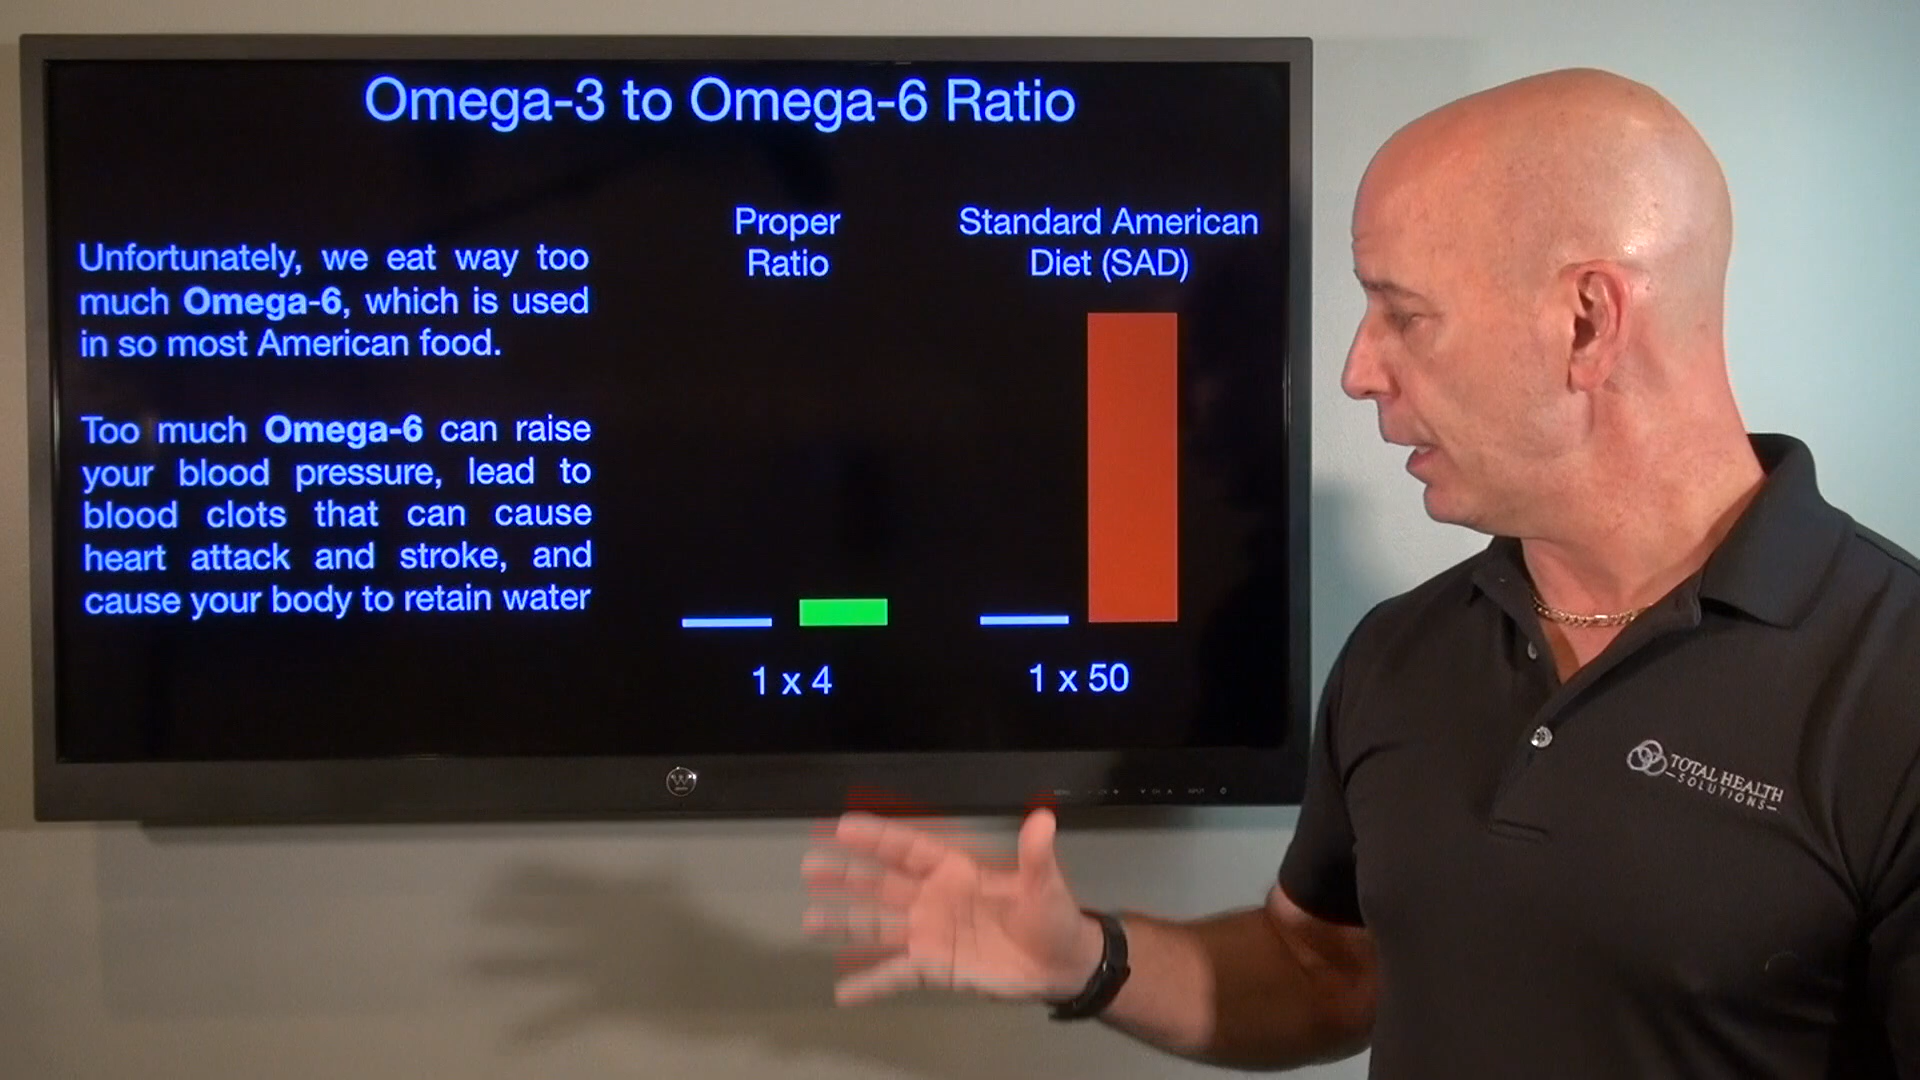 Omega-3 to Omega-6 Ratio
Unfortunately, we eat way too
much Omega-6, which is used
in so most American food.
Too much Omega-6 can raise
your blood pressure, lead to
blood clots that can cause
heart attack and stroke, and
cause your body to retain water
Proper
Ratio
1 x 4
Standard American
Diet (SAD)
1 x 50
W
TOTAL HEALTH
-SOLUTIONS-